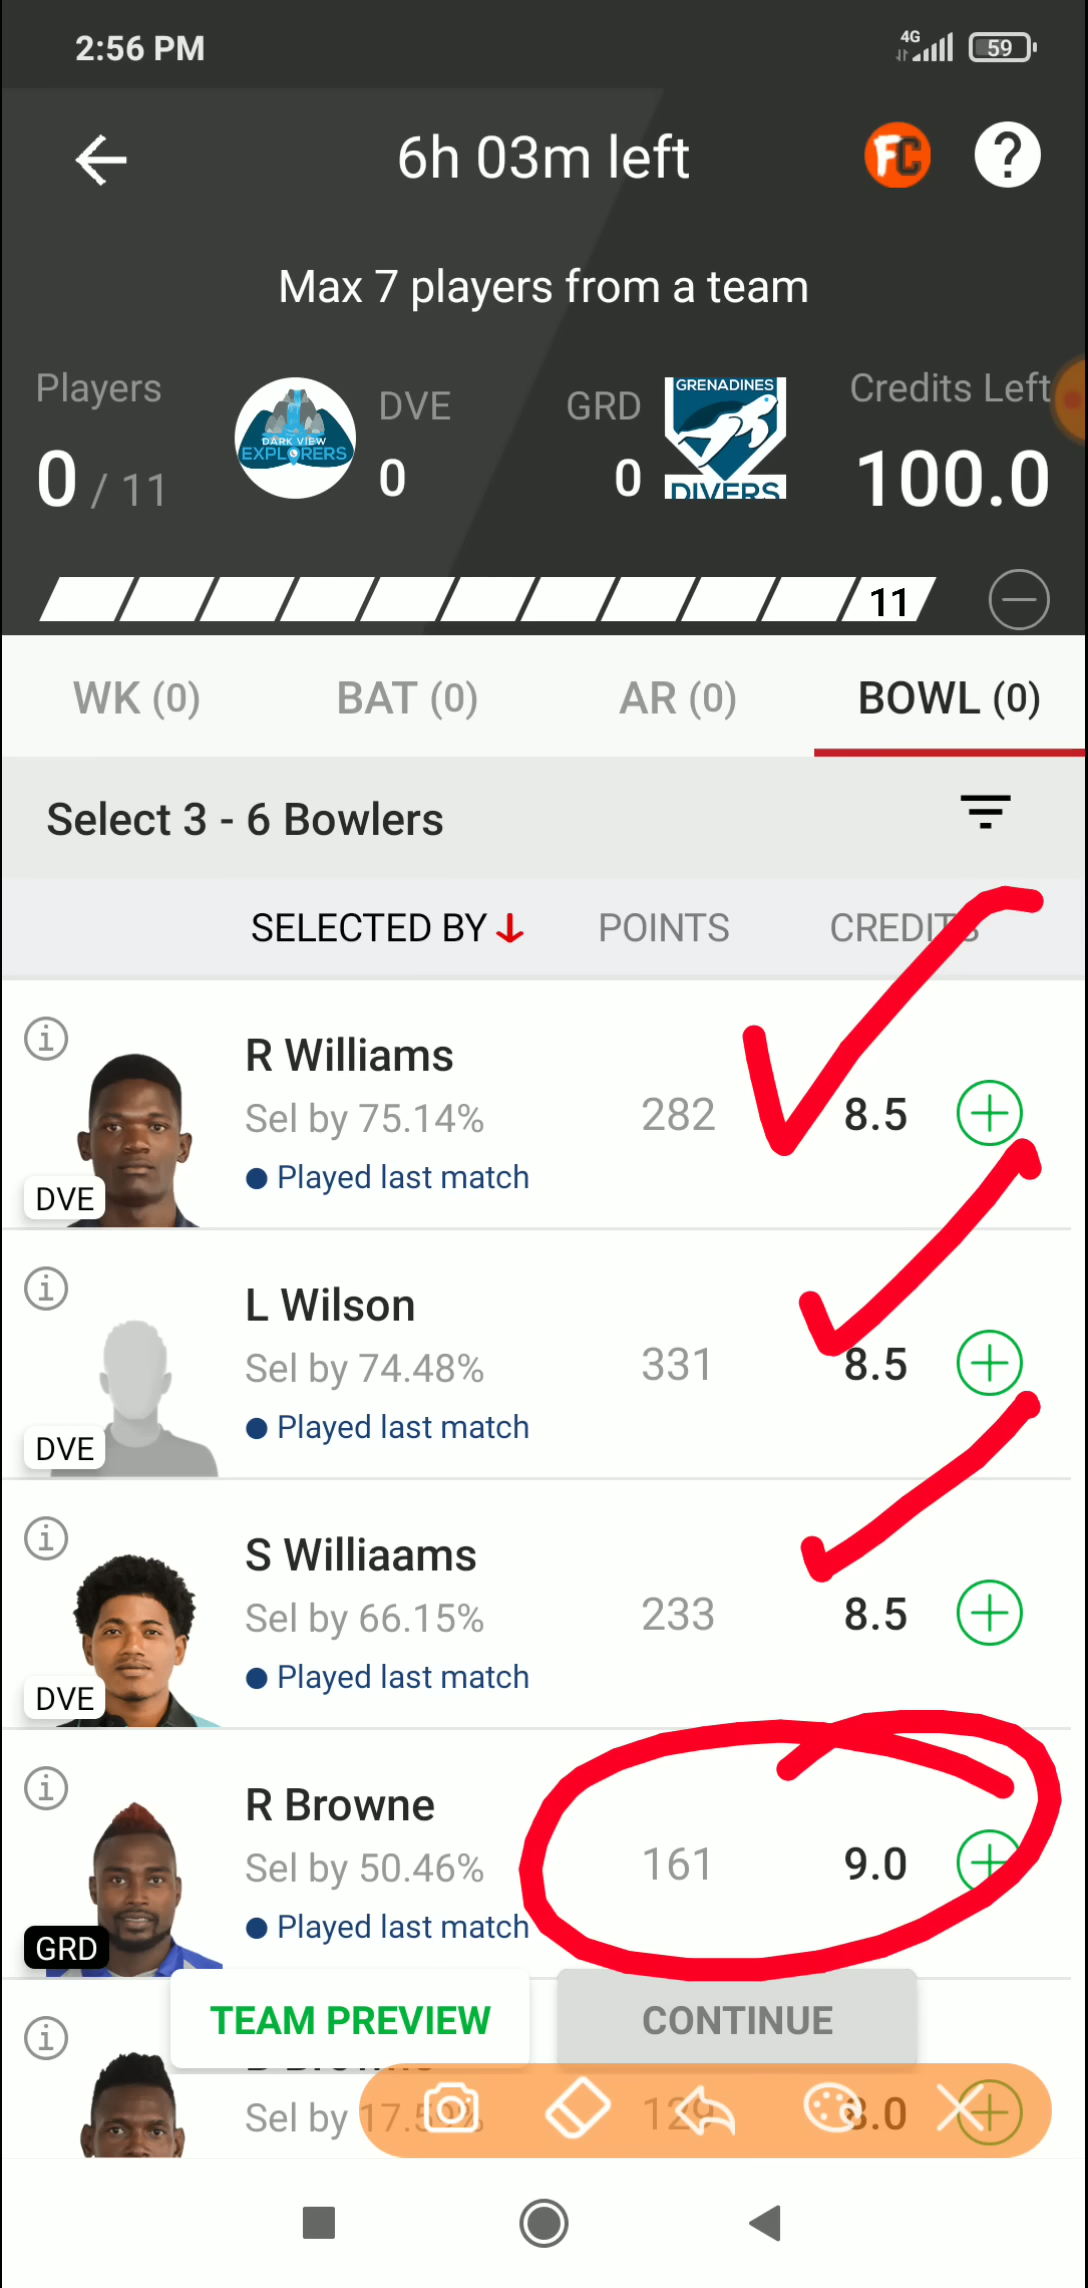 2:56 PM
4G
59
6h 03m left
FC
?
Max 7 players from a team
Players
DVE
GRD
Credits Left
DARK VIEW
EXPLORERS
GRENADINES
DIVERS
0 / 11
0
0
100.0
11
WK (0)
BAT (0)
AR (0)
BOWL (0)
Select 3 - 6 Bowlers
SELECTED BY
POINTS
CREDITS
R Williams
Sel by 75.14%
282
8.5
Played last match
DVE
L Wilson
Sel by 74.48%
331
8.5
Played last match
DVE
S Williaams
Sel by 66.15%
233
8.5
Played last match
DVE
R Browne
Sel by 50.46%
161
9.0
Played last match
GRD
TEAM PREVIEW
CONTINUE
Sel by